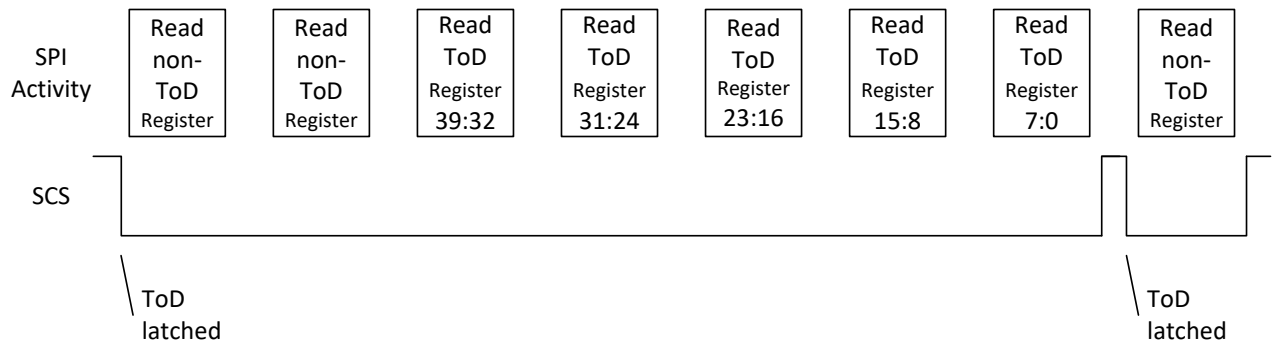 SPI
Activity
Read
non-
ToD
Register
Read
non-
ToD
Register
Read
ToD
Register
39:32
Read
ToD
Register
31:24
Read
ToD
Register
23:16
Read
ToD
Register
15:8
Read
ToD
Register
7:0
Read
non-
ToD
Register
SCS
ToD
latched
ToD
latched